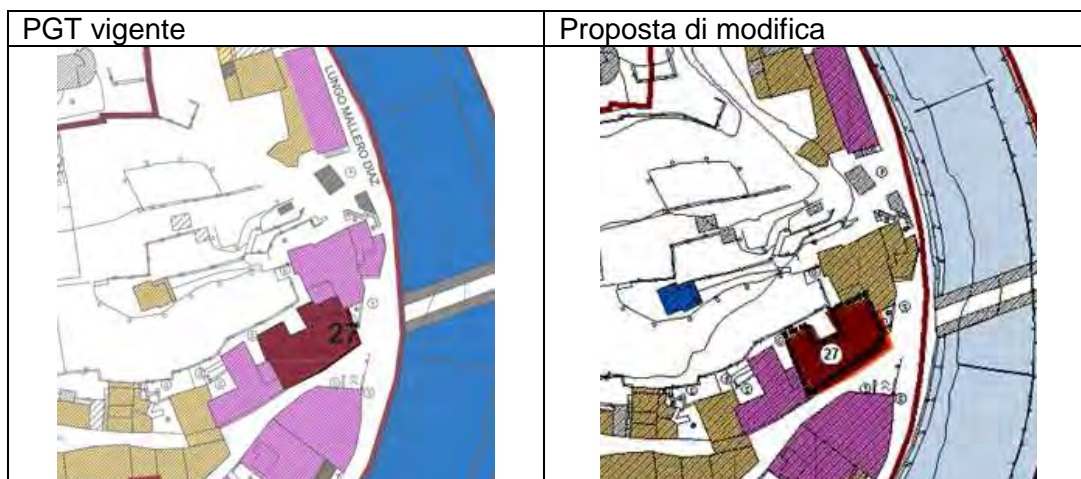 PGT vigente
Proposta di modifica
LUNGO MALLERO DIAZ
27
27